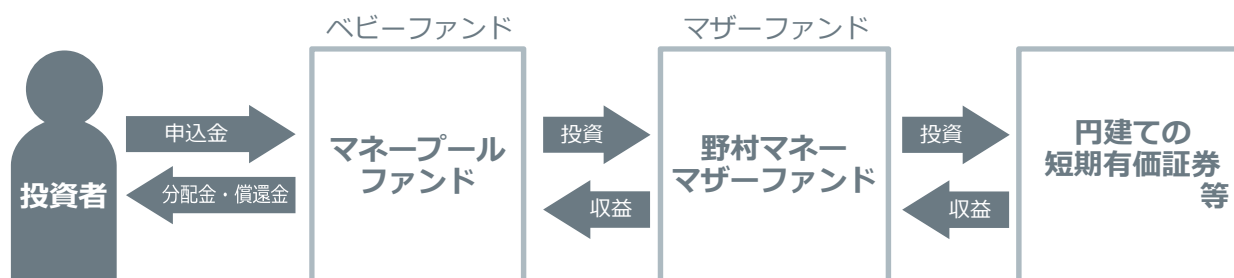 ベビーファンド
マザーファンド
投資者
申込金
分配金・償還金
マネープール
ファンド
投資
収益
野村マネー
マザーファンド
投資
収益
円建ての
短期有価証券
等